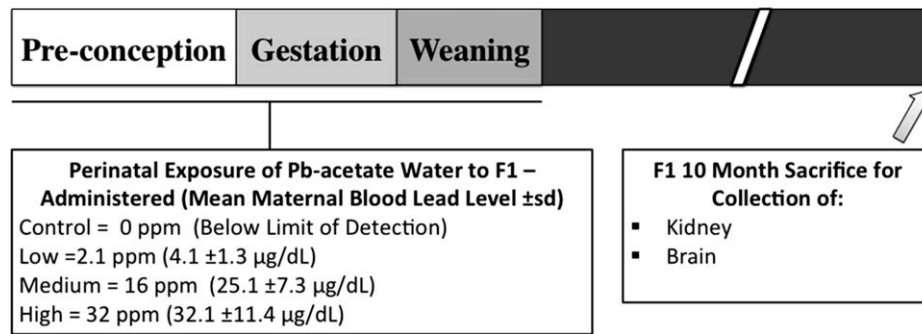 Pre-conception Gestation Weaning
Perinatal Exposure of Pb-acetate Water to F1 –
Administered (Mean Maternal Blood Lead Level ±sd)
Control = 0 ppm (Below Limit of Detection)
Low =2.1 ppm (4.1 ±1.3 µg/dL)
Medium = 16 ppm (25.1 ±7.3 µg/dL)
High = 32 ppm (32.1 ±11.4 µg/dL)
F1 10 Month Sacrifice for
Collection of:
▪ Kidney
▪ Brain